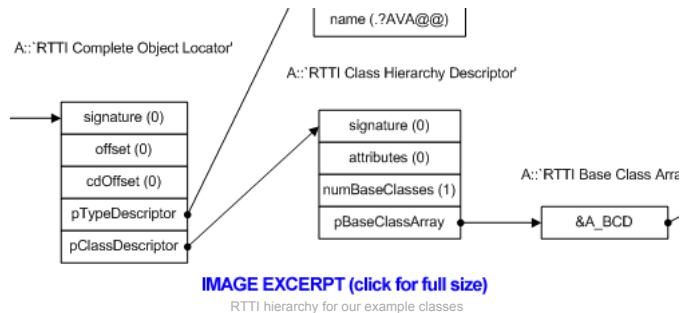 name (.?AVA@@)
A::`RTTI Complete Object Locator'
A::`RTTI Class Hierarchy Descriptor'
signature (0)
offset (0)
cdOffset (0)
pTypeDescriptor
pClassDescriptor
signature (0)
attributes (0)
numBaseClasses (1)
pBaseClassArray
A::`RTTI Base Class Arra
&A_BCD
IMAGE EXCERPT (click for full size)
RTTI hierarchy for our example classes